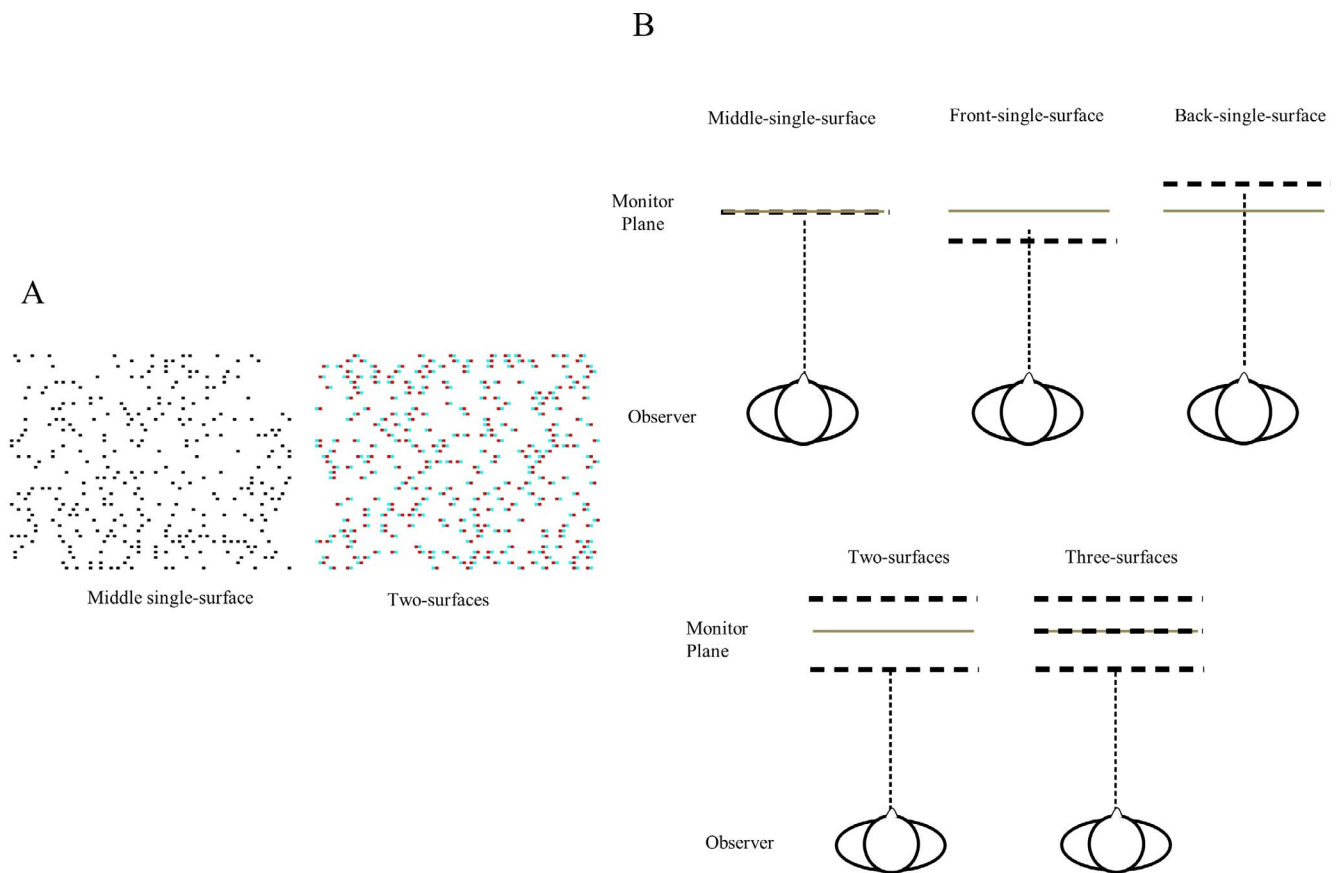 B
Middle-single-surface
Front-single-surface
Back-single-surface
Monitor
Plane
Observer
A
Middle single-surface
Two-surfaces
Two-surfaces
Three-surfaces
Monitor
Plane
Observer